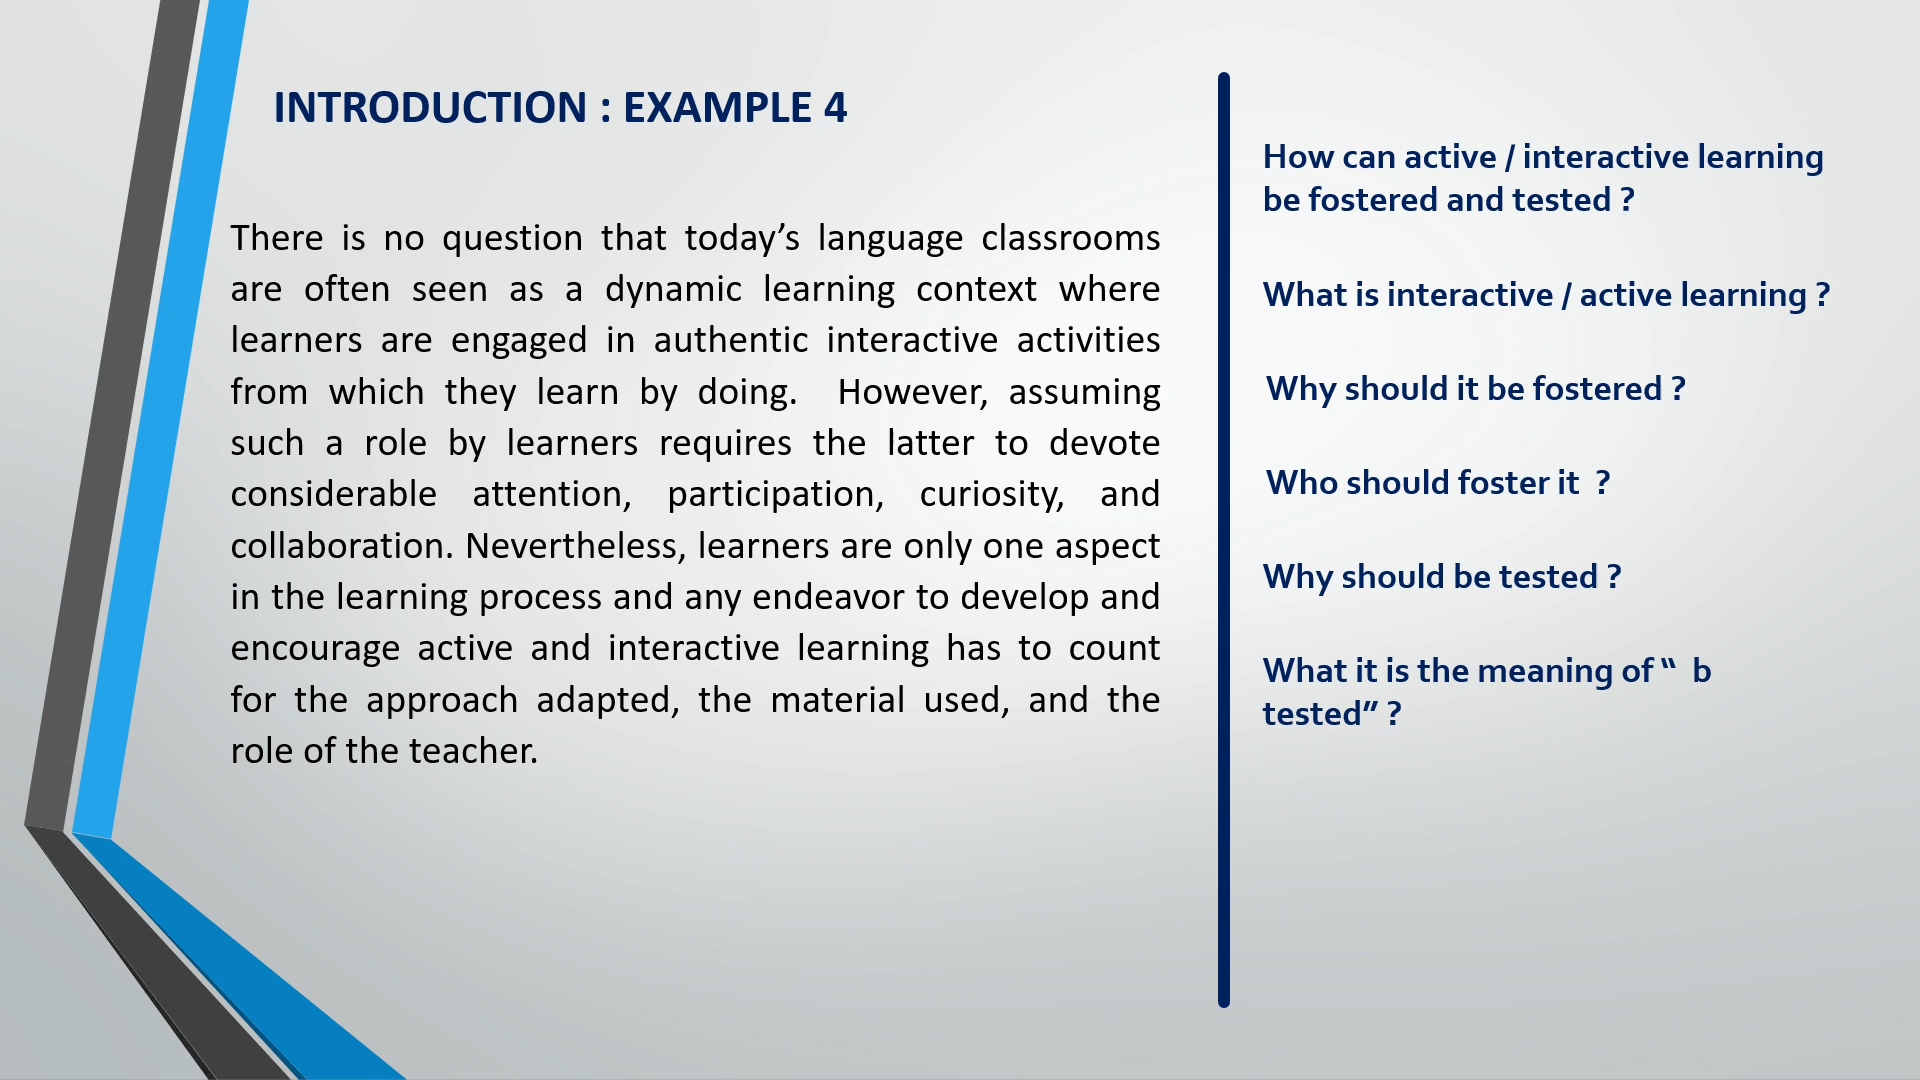 INTRODUCTION : EXAMPLE 4
There is no question that today’s language classrooms
are often seen as a dynamic learning context where
learners are engaged in authentic interactive activities
from which they learn by doing. However, assuming
such a role by learners requires the latter to devote
considerable attention, participation, curiosity, and
collaboration. Nevertheless, learners are only one aspect
in the learning process and any endeavor to develop and
encourage active and interactive learning has to count
for the approach adapted, the material used, and the
role of the teacher.
How can active / interactive learning
be fostered and tested ?
What is interactive / active learning ?
Why should it be fostered ?
Who should foster it ?
Why should be tested ?
What it is the meaning of “ b
tested” ?